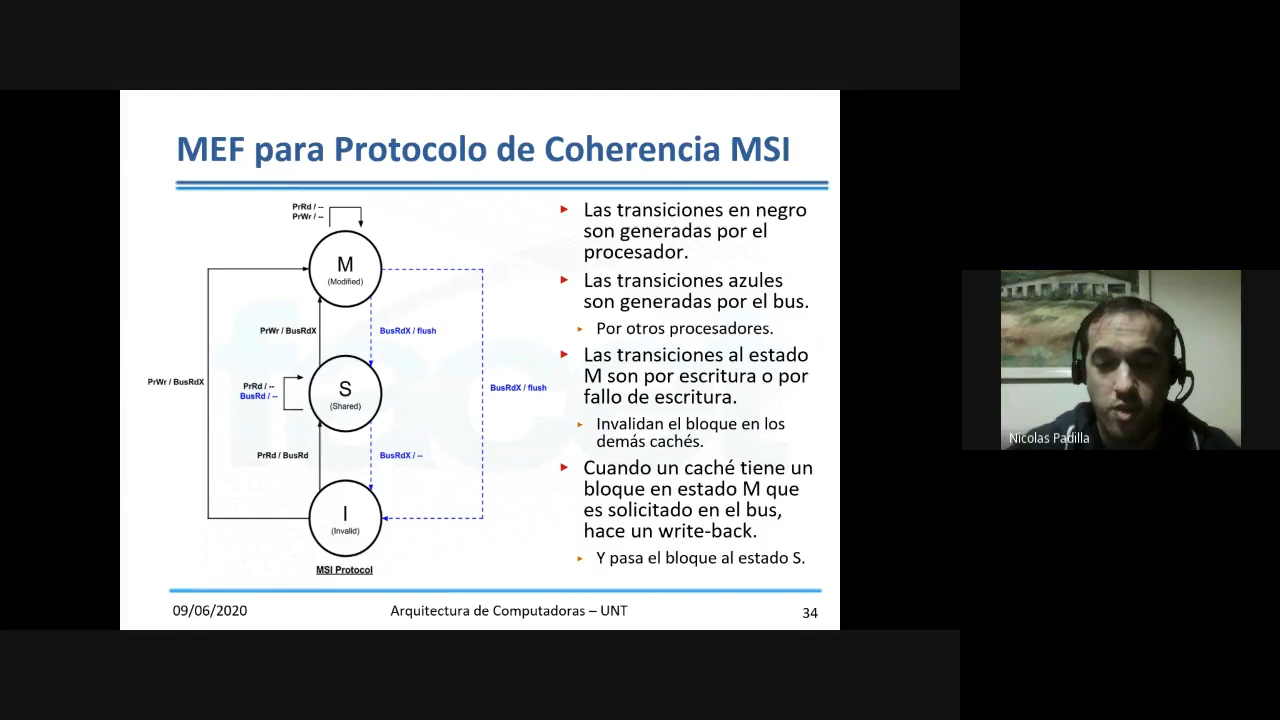 MEF para Protocolo de Coherencia MSI
PrRd / --
PrWr / --
M
(Modified)
PrWr / BusRdX
BusRdX / flush
PrWr / BusRdX
PrRd / --
BusRd / --
S
(Shared)
BusRdX / flush
PrRd / BusRd
BusRdX / --
I
(Invalid)
MSI Protocol
Las transiciones en negro
son generadas por el
procesador.
Las transiciones azules
son generadas por el bus.
Por otros procesadores.
Las transiciones al estado
M son por escritura o por
fallo de escritura.
Invalidan el bloque en los
demás cachés.
Cuando un caché tiene un
bloque en estado M que
es solicitado en el bus,
hace un write-back.
Y pasa el bloque al estado S.
09/06/2020
Arquitectura de Computadoras – UNT
34
Nicolas Padilla